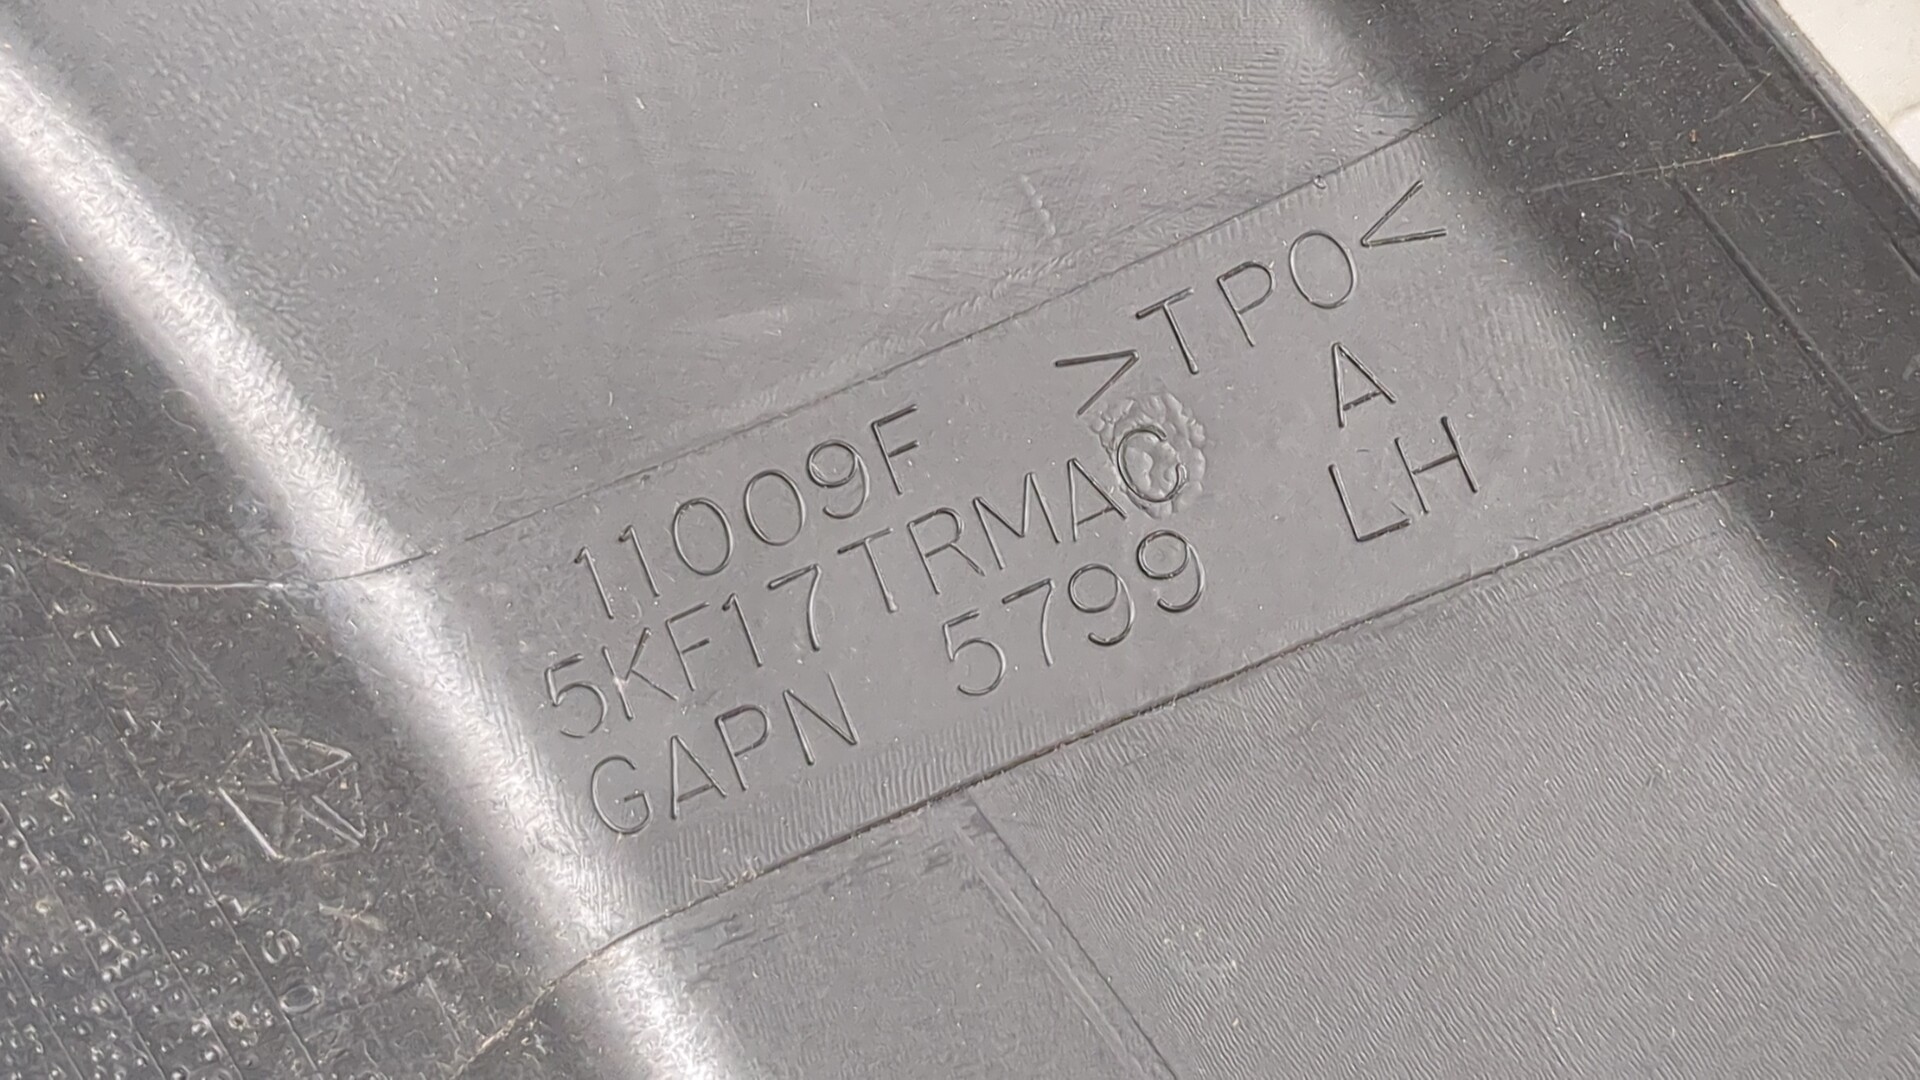 11009F >TPO<
5KF17TRMAC A
GAPN 5799 LH